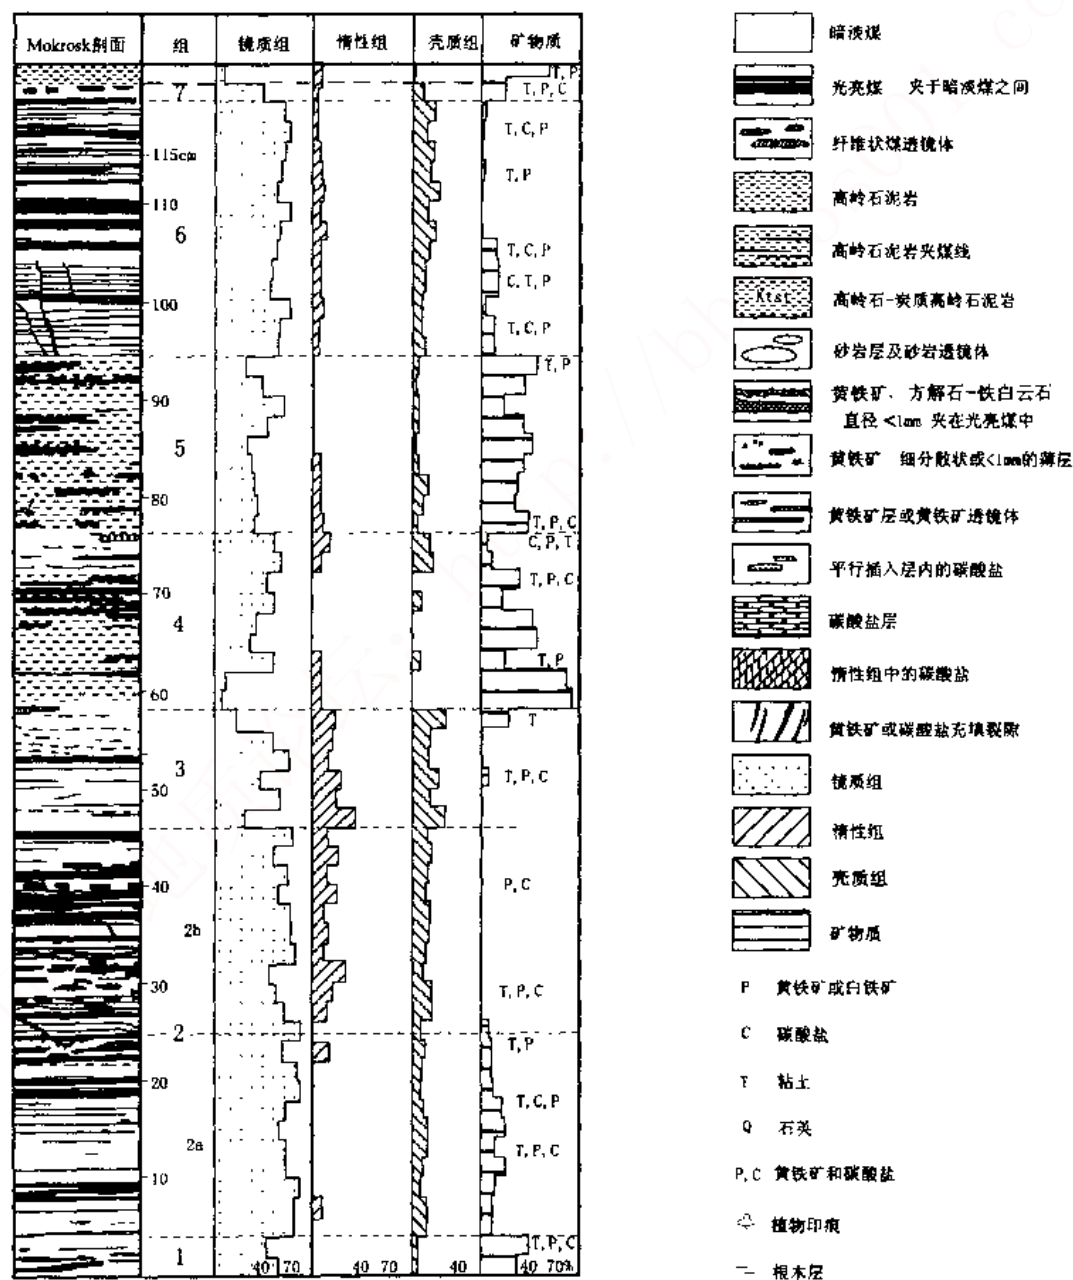 Mokrosk剖面 组 镜质组 惰性组 壳质组 矿物质
T, P
7 T, P, C
T, C, P
115cm
T, P
110
6
T, C, P
C, T, P
100
T, C, P
T, P
90
5
80
T, P, C
C, P, T
T, P, C
70
4
T, P
60
T
3
T, P, C
50
40 P, C
2b
30 T, P, C
2
T, P
20
T, C, P
2a T, P, C
10
1 T, P, C
40 70 40 70 40 40 70%
暗淡煤
光亮煤 夹于暗淡煤之间
纤维状煤透镜体
高岭石泥岩
高岭石泥岩夹煤线
Ktst 高岭石-炭质高岭石泥岩
砂岩层及砂岩透镜体
黄铁矿、方解石-铁白云石
直径 <1mm 夹在光亮煤中
黄铁矿 细分散状或<1mm的薄层
黄铁矿层或黄铁矿透镜体
平行插入层内的碳酸盐
碳酸盐层
惰性组中的碳酸盐
黄铁矿或碳酸盐充填裂隙
镜质组
惰性组
壳质组
矿物质
P 黄铁矿或白铁矿
C 碳酸盐
T 粘土
Q 石英
P, C 黄铁矿和碳酸盐
植物印痕
根木层